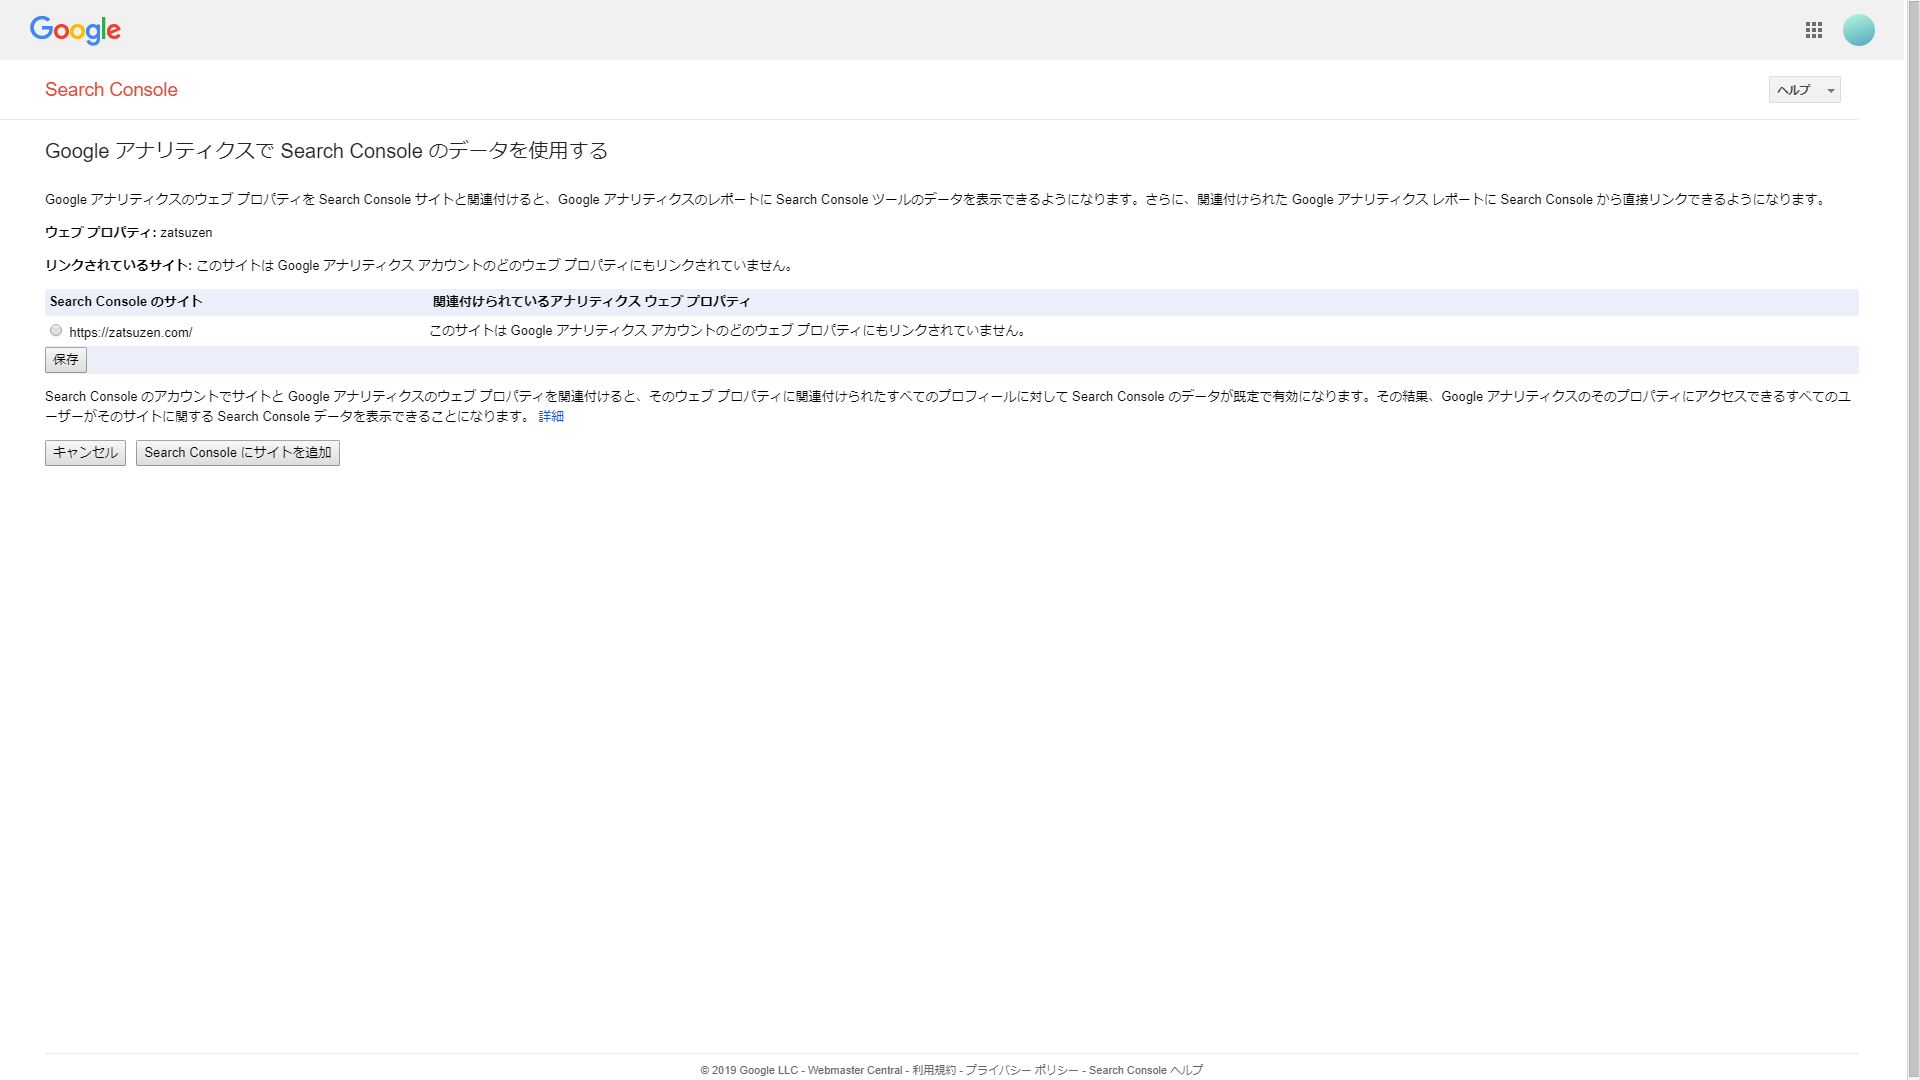 Google
Search Console
ヘルプ
Google アナリティクスで Search Console のデータを使用する
Google アナリティクスのウェブ プロパティを Search Console サイトと関連付けると、Google アナリティクスのレポートに Search Console ツールのデータを表示できるようになります。さらに、関連付けられた Google アナリティクス レポートに Search Console から直接リンクできるようになります。
ウェブ プロパティ: zatsuzen
リンクされているサイト: このサイトは Google アナリティクス アカウントのどのウェブ プロパティにもリンクされていません。
Search Console のサイト 関連付けられているアナリティクス ウェブ プロパティ
https://zatsuzen.com/ このサイトは Google アナリティクス アカウントのどのウェブ プロパティにもリンクされていません。
保存
Search Console のアカウントでサイトと Google アナリティクスのウェブ プロパティを関連付けると、そのウェブ プロパティに関連付けられたすべてのプロフィールに対して Search Console のデータが既定で有効になります。その結果、Google アナリティクスのそのプロパティにアクセスできるすべてのユ
ーザーがそのサイトに関する Search Console データを表示できることになります。 詳細
キャンセル Search Console にサイトを追加
© 2019 Google LLC - Webmaster Central - 利用規約 - プライバシー ポリシー - Search Console ヘルプ